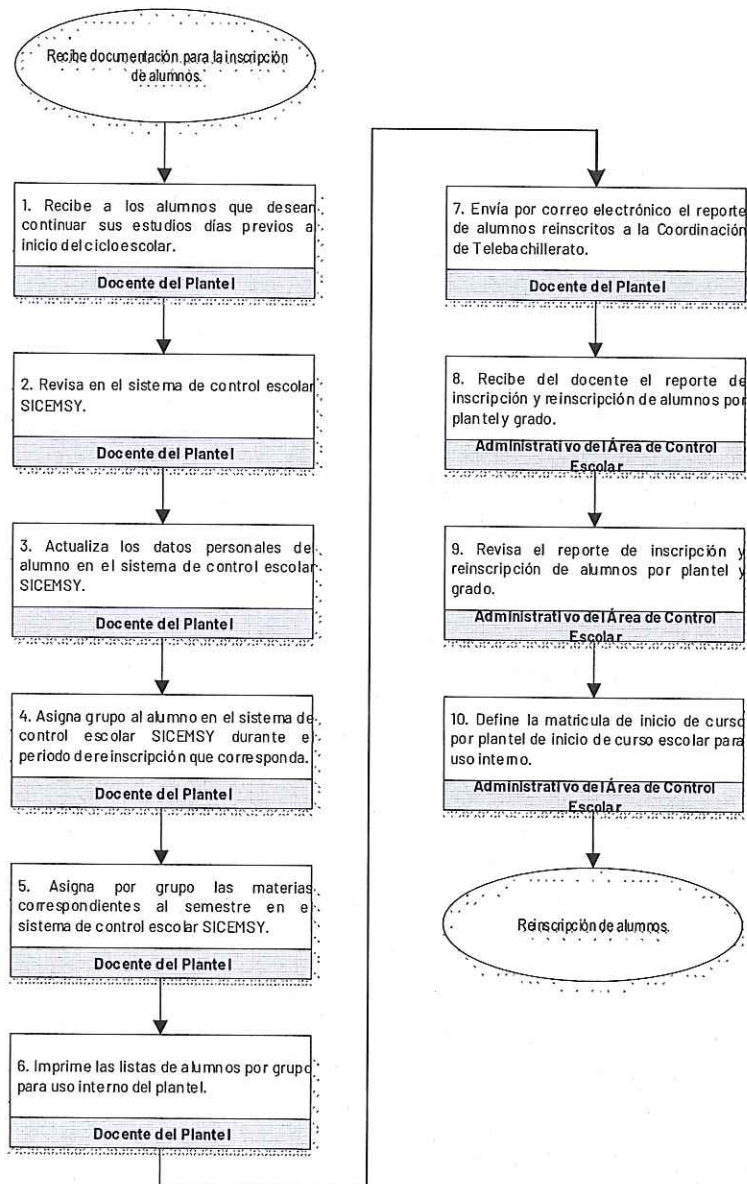 Recibe documentación para la inscripción
de alumnos.
1. Recibe a los alumnos que desean
continuar sus estudios días previos a
inicio del ciclo escolar.
Docente del Plantel
2. Revisa en el sistema de control escolar
SICEMSY.
Docente del Plantel
3. Actualiza los datos personales de
alumno en el sistema de control escolar
SICEMSY.
Docente del Plantel
4. Asigna grupo al alumno en el sistema de
control escolar SICEMSY durante e
periodo de reinscripción que corresponda.
Docente del Plantel
5. Asigna por grupo las materias
correspondientes al semestre en e
sistema de control escolar SICEMSY.
Docente del Plantel
6. Imprime las listas de alumnos por grupo
para uso interno del plantel.
Docente del Plantel
7. Envía por correo electrónico el reporte
de alumnos reinscritos a la Coordinación
de Telebachillerato.
Docente del Plantel
8. Recibe del docente el reporte de
inscripción y reinscripción de alumnos por
plantel y grado.
Administrativo del Área de Control
Escolar
9. Revisa el reporte de inscripción y
reinscripción de alumnos por plantel y
grado.
Administrativo del Área de Control
Escolar
10. Define la matricula de inicio de curso
por plantel de inicio de curso escolar para
uso interno.
Administrativo del Área de Control
Escolar
Reinscripción de alumnos.